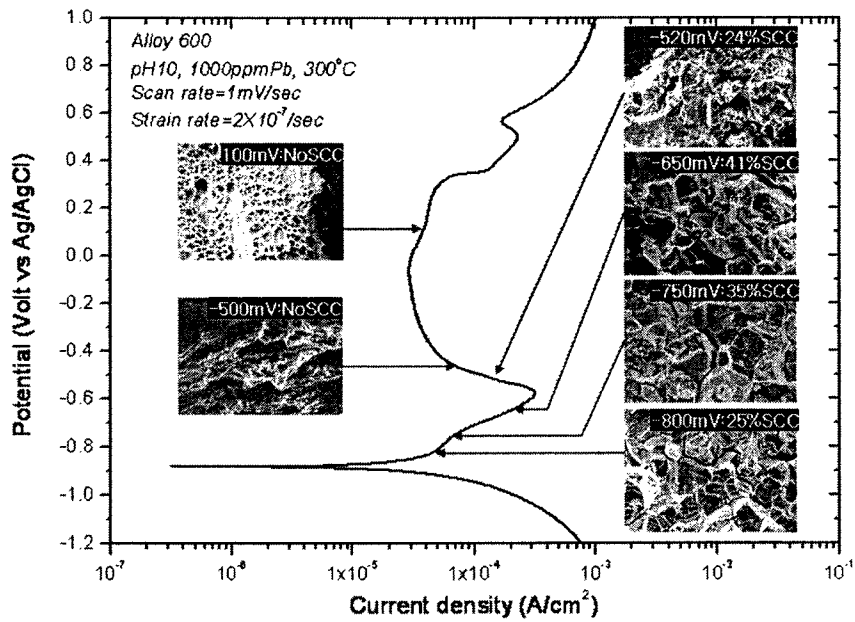 Alloy 600
pH10, 1000ppmPb, 300°C
Scan rate=1mV/sec
Strain rate=2X10⁻⁷/sec
100mV:NoSCC
-500mV:NoSCC
-520mV:24%SCC
-650mV:41%SCC
-750mV:35%SCC
-800mV:25%SCC
Potential (Volt vs Ag/AgCl)
1.0
0.8
0.6
0.4
0.2
0.0
-0.2
-0.4
-0.6
-0.8
-1.0
-1.2
10⁻⁷ 10⁻⁶ 1x10⁻⁵ 1x10⁻⁴ 10⁻³ 10⁻² 10⁻¹
Current density (A/cm²)